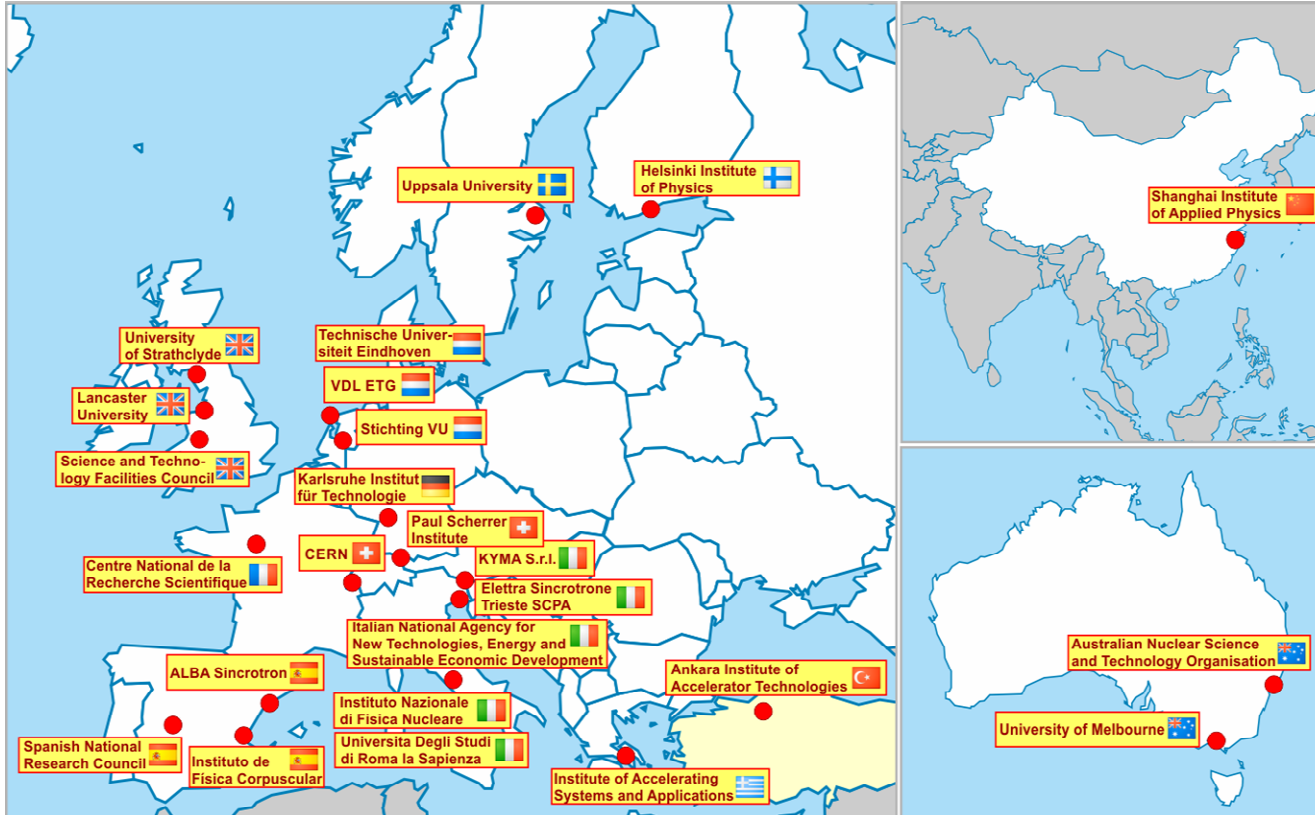 Uppsala University
Helsinki Institute
of Physics
University
of Strathclyde
Technische Univer-
siteit Eindhoven
VDL ETG
Lancaster
University
Stichting VU
Science and Techno-
logy Facilities Council
Karlsruhe Institut
für Technologie
Paul Scherrer
Institute
CERN
KYMA S.r.l.
Centre National de la
Recherche Scientifique
Elettra Sincrotrone
Trieste SCPA
Italian National Agency for
New Technologies, Energy and
Sustainable Economic Development
ALBA Sincrotron
Ankara Institute of
Accelerator Technologies
Instituto Nazionale
di Fisica Nucleare
Spanish National
Research Council
Instituto de
Física Corpuscular
Universita Degli Studi
di Roma la Sapienza
Institute of Accelerating
Systems and Applications
Shanghai Institute
of Applied Physics
Australian Nuclear Science
and Technology Organisation
University of Melbourne